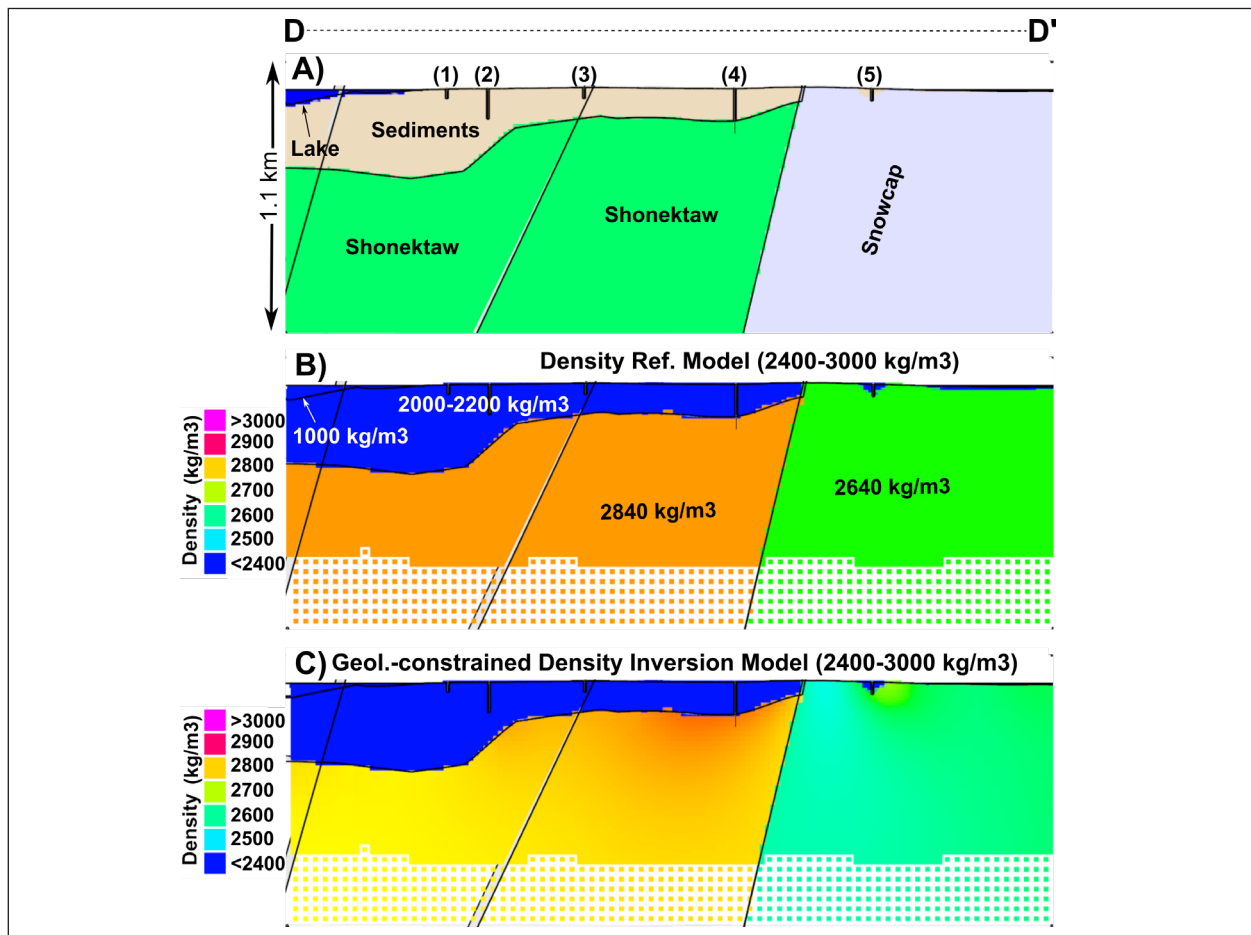 D D'
A)
(1) (2) (3) (4) (5)
Sediments
Lake
1.1 km
Shonektaw
Shonektaw
Snowcap
B) Density Ref. Model (2400-3000 kg/m3)
2000-2200 kg/m3
1000 kg/m3
2640 kg/m3
2840 kg/m3
Density (kg/m3)
>3000
2900
2800
2700
2600
2500
<2400
C) Geol.-constrained Density Inversion Model (2400-3000 kg/m3)
Density (kg/m3)
>3000
2900
2800
2700
2600
2500
<2400